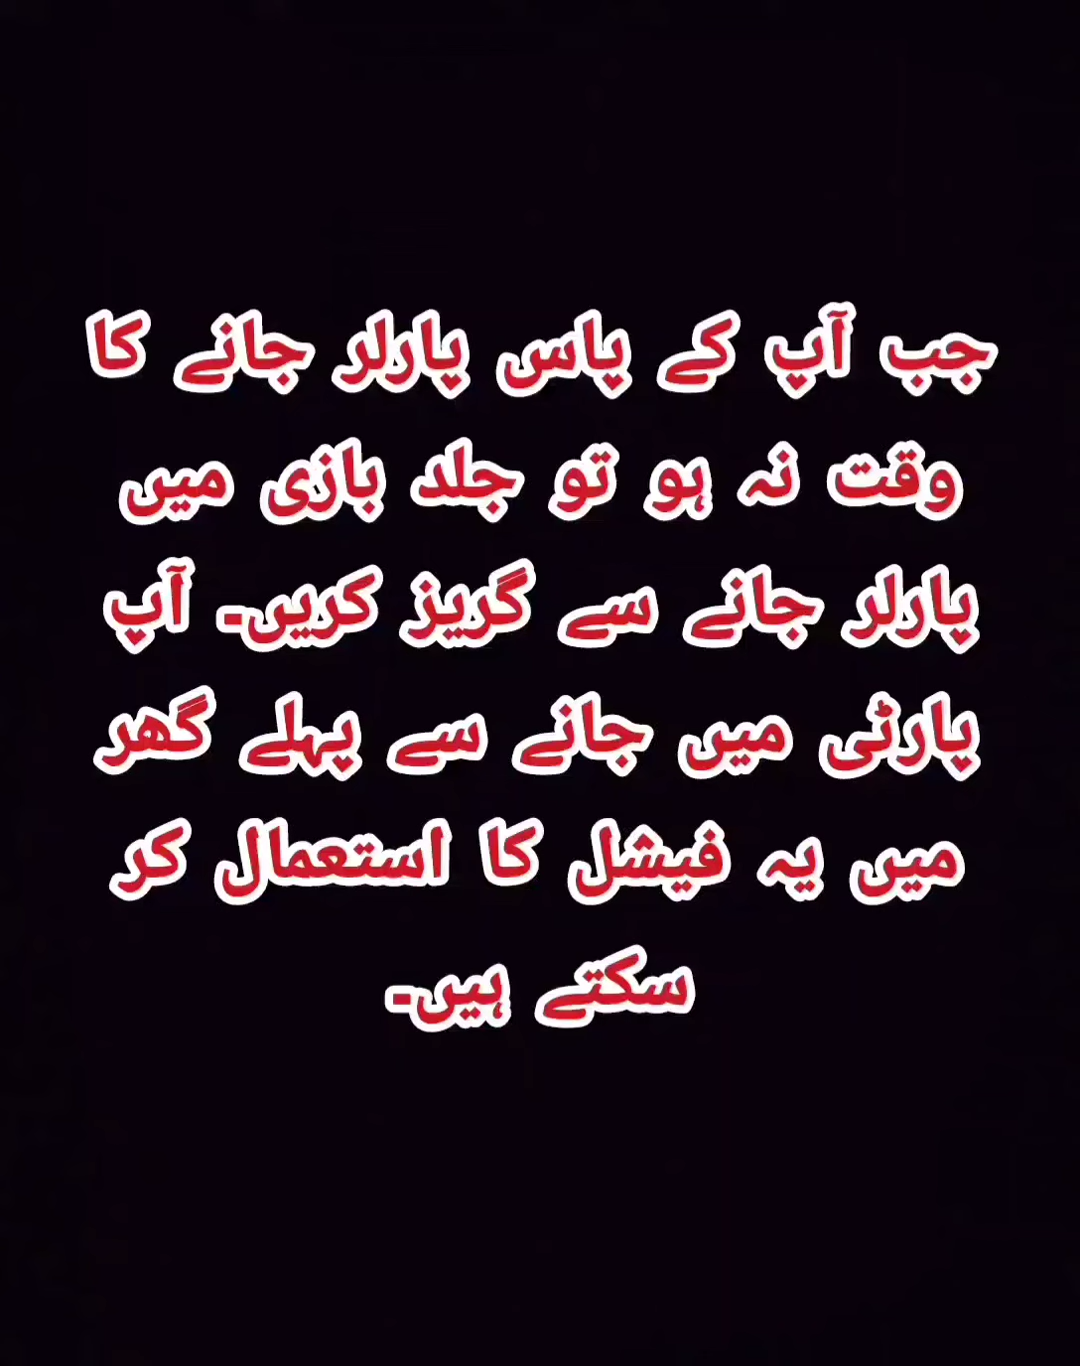 جب آپ کے پاس پارلر جانے کا
وقت نہ ہو تو جلد بازی میں
پارلر جانے سے گریز کریں۔ آپ
پارٹی میں جانے سے پہلے گھر
میں یہ فیشل کا استعمال کر
سکتے ہیں۔